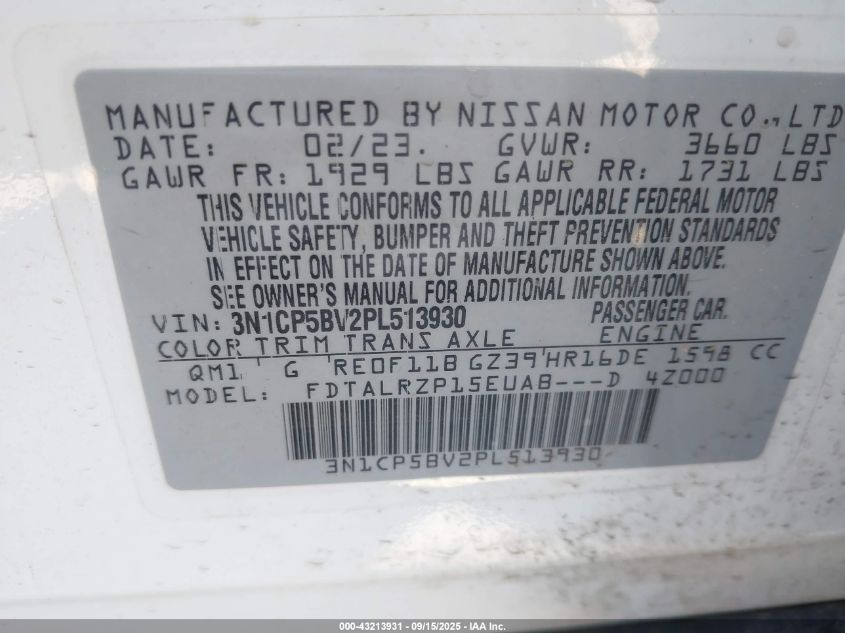 MANUFACTURED BY NISSAN MOTOR CO.,LTD
DATE: 02/23. GVWR: 3660 LBS
GAWR FR: 1929 LBS GAWR RR: 1731 LBS
THIS VEHICLE CONFORMS TO ALL APPLICABLE FEDERAL MOTOR
VEHICLE SAFETY, BUMPER AND THEFT PREVENTION STANDARDS
IN EFFECT ON THE DATE OF MANUFACTURE SHOWN ABOVE.
SEE OWNER'S MANUAL FOR ADDITIONAL INFORMATION.
VIN: 3N1CP5BV2PL513930 PASSENGER CAR.
COLOR TRIM TRANS AXLE ENGINE
QM1 G RE0F11B GZ39 HR16DE 1598 CC
MODEL: FDTALRZP15EUAB---D 4Z000
3N1CP5BV2PL513930
000-43213931 - 09/15/2025 - IAA Inc.